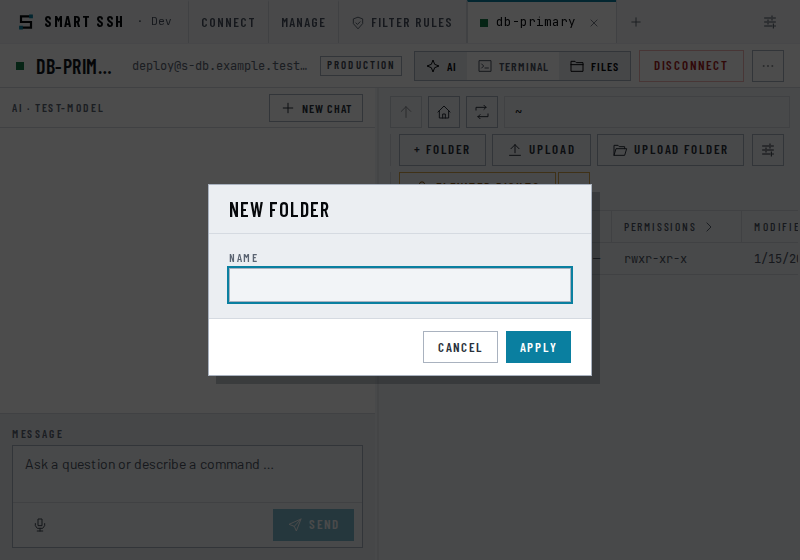 SMART SSH · Dev CONNECT MANAGE FILTER RULES db-primary
DB-PRIM... deploy@s-db.example.test... PRODUCTION AI TERMINAL FILES DISCONNECT ...
AI · TEST-MODEL NEW CHAT
~
+ FOLDER UPLOAD UPLOAD FOLDER
NEW FOLDER
PERMISSIONS MODIFIE
NAME
rwxr-xr-x 1/15/20
CANCEL APPLY
MESSAGE
Ask a question or describe a command ...
SEND